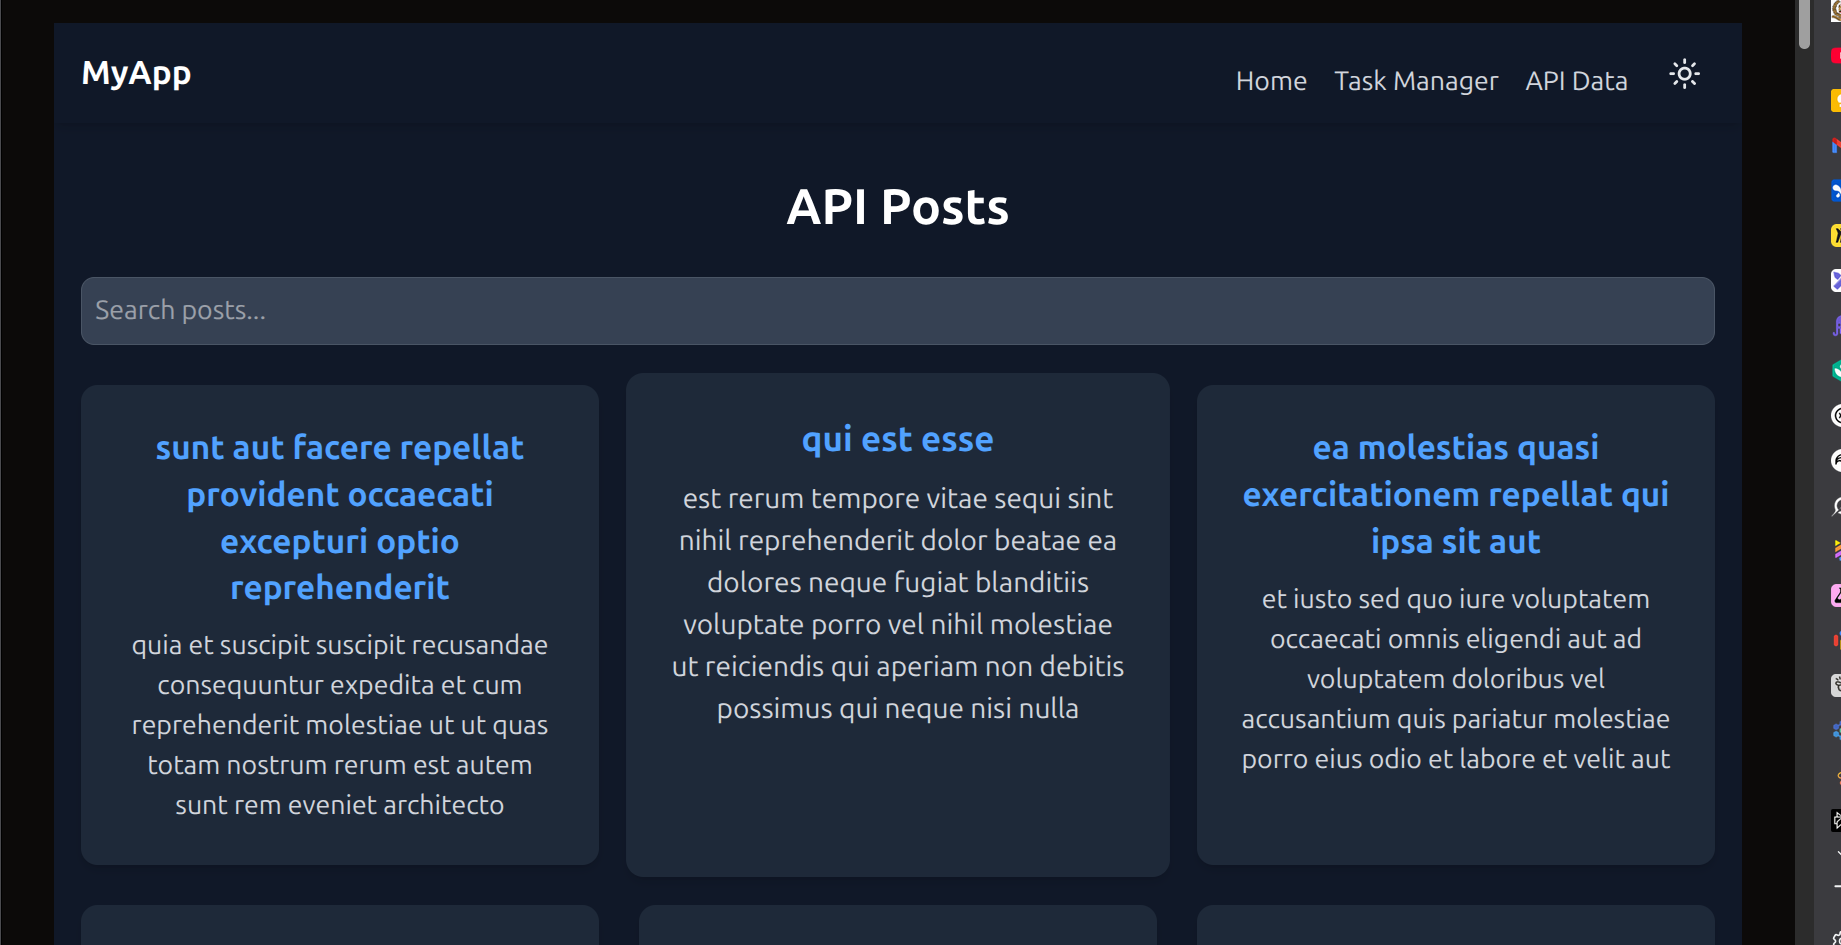 MyApp
Home
Task Manager
API Data
API Posts
Search posts...
sunt aut facere repellat
provident occaecati
excepturi optio
reprehenderit
quia et suscipit suscipit recusandae
consequuntur expedita et cum
reprehenderit molestiae ut ut quas
totam nostrum rerum est autem
sunt rem eveniet architecto
qui est esse
est rerum tempore vitae sequi sint
nihil reprehenderit dolor beatae ea
dolores neque fugiat blanditiis
voluptate porro vel nihil molestiae
ut reiciendis qui aperiam non debitis
possimus qui neque nisi nulla
ea molestias quasi
exercitationem repellat qui
ipsa sit aut
et iusto sed quo iure voluptatem
occaecati omnis eligendi aut ad
voluptatem doloribus vel
accusantium quis pariatur molestiae
porro eius odio et labore et velit aut